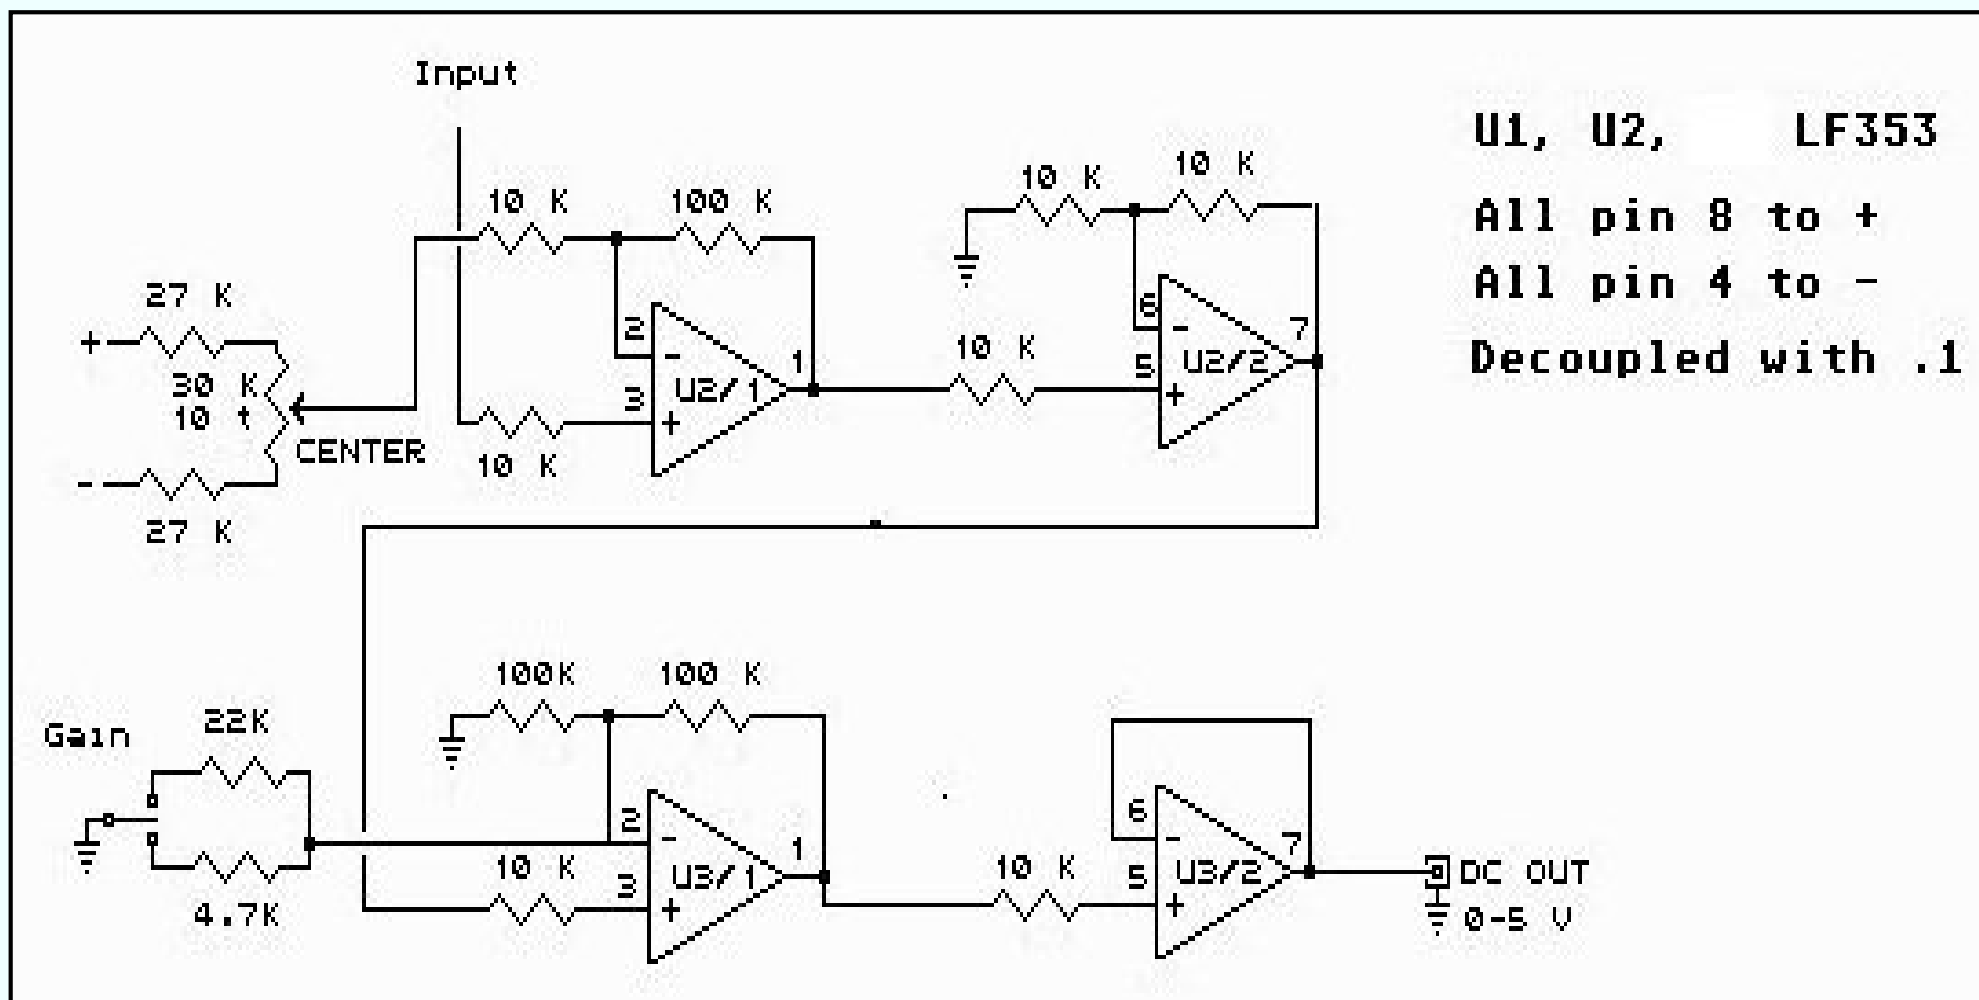 Input
U1, U2, LF353
10 K
10 K
10 K
100 K
All pin 8 to +
All pin 4 to -
27 K
+
2
-
1
U2/1
3
+
6
-
7
U2/2
5
+
10 K
Decoupled with .1
30 K
10 t
CENTER
10 K
-
27 K
100K
100 K
22K
Gain
4.7K
2
-
1
U3/1
3
+
10 K
10 K
6
-
7
U3/2
5
+
DC OUT
0-5 V